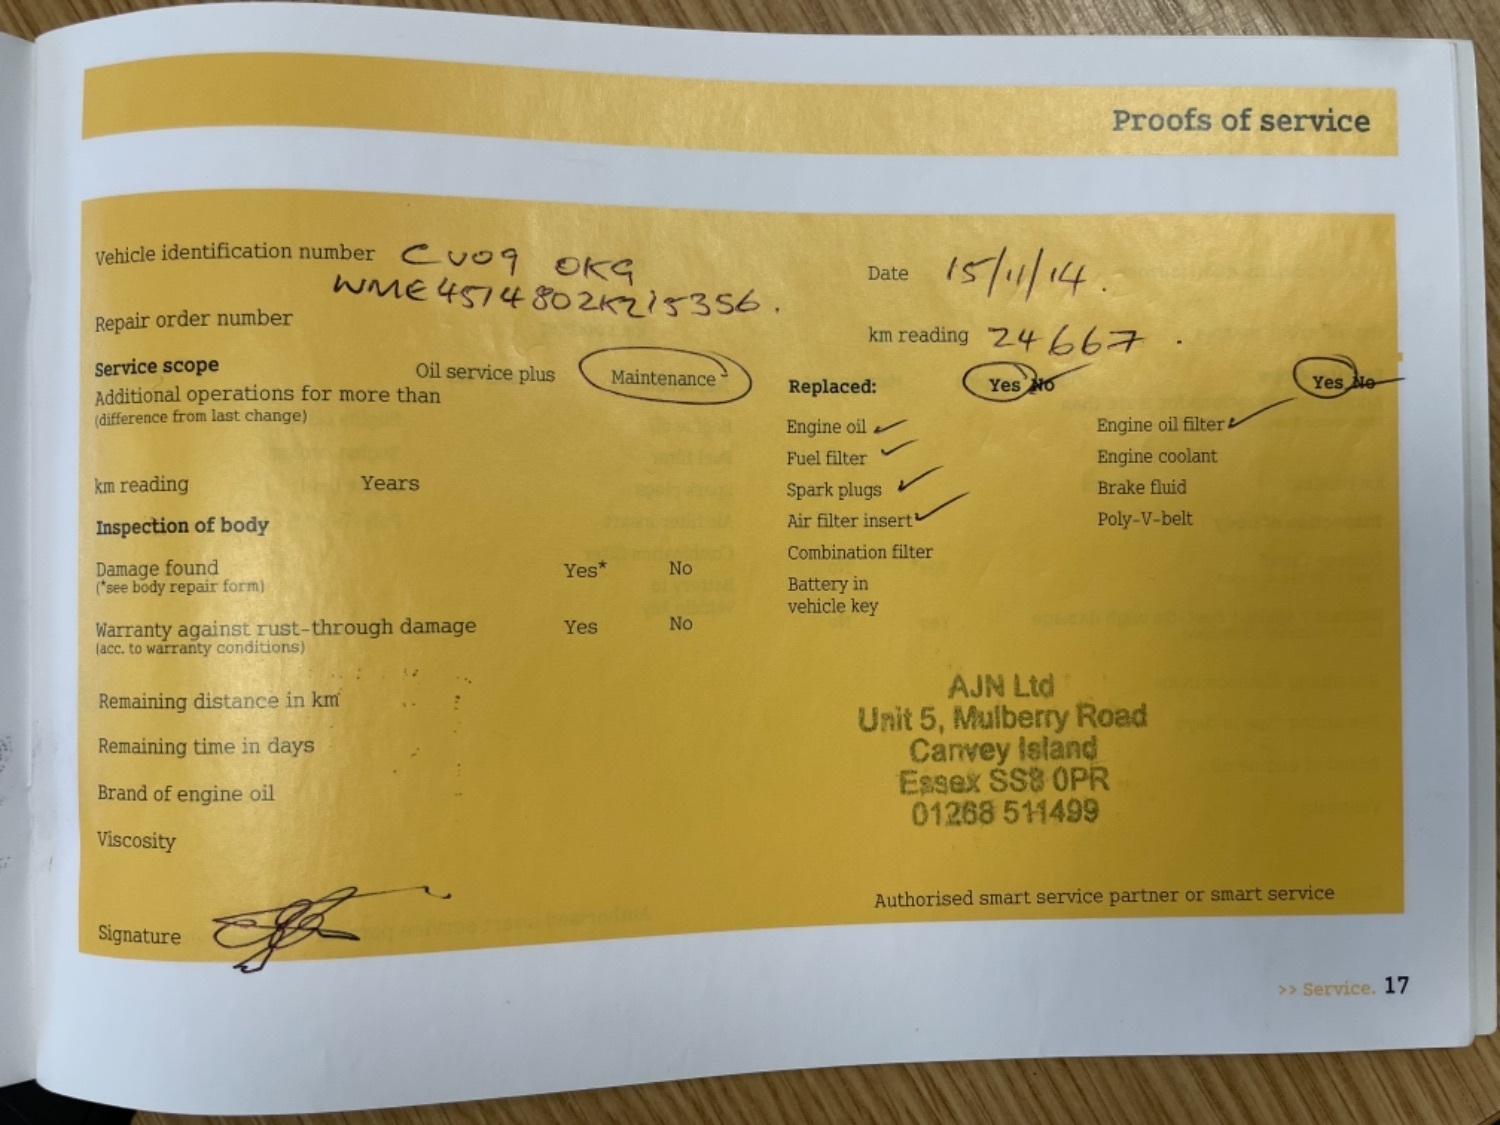 Proofs of service
Vehicle identification number CV09 OKG
WME4514802K215356.
Repair order number
Date 15/11/14.
km reading 24667.
Service scope Oil service plus Maintenance
Additional operations for more than
(difference from last change)
km reading Years
Inspection of body
Damage found Yes* No
(*see body repair form)
Warranty against rust-through damage Yes No
(acc. to warranty conditions)
Remaining distance in km
Remaining time in days
Brand of engine oil
Viscosity
Signature
Replaced: Yes No Yes No
Engine oil Engine oil filter
Fuel filter Engine coolant
Spark plugs Brake fluid
Air filter insert Poly-V-belt
Combination filter
Battery in
vehicle key
AJN Ltd
Unit 5, Mulberry Road
Canvey Island
Essex SS8 0PR
01268 511499
Authorised smart service partner or smart service
>> Service. 17